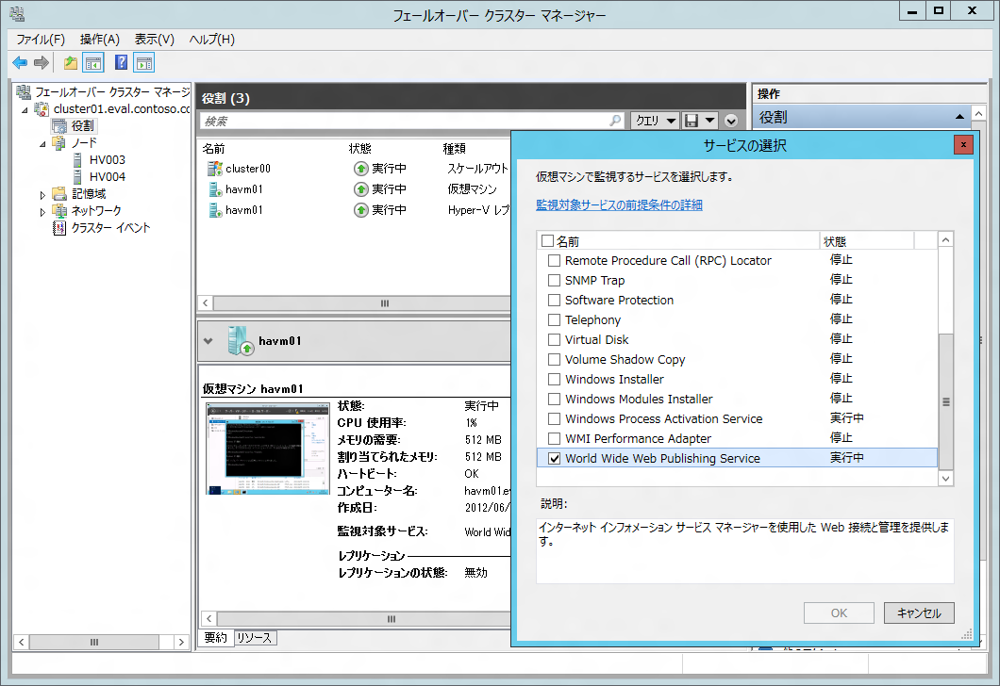 フェールオーバー クラスター マネージャー
ファイル(F) 操作(A) 表示(V) ヘルプ(H)
フェールオーバー クラスター マネージ
cluster01.eval.contoso.cc
役割
ノード
HV003
HV004
記憶域
ネットワーク
クラスター イベント
役割 (3)
検索
クエリ
名前 状態 種類
cluster00 実行中 スケールアウト
havm01 実行中 仮想マシン
havm01 実行中 Hyper-V レプ
havm01
仮想マシン havm01
状態: 実行中
CPU 使用率: 1%
メモリの需要: 512 MB
割り当てられたメモリ: 512 MB
ハートビート: OK
コンピューター名: havm01.e
作成日: 2012/06/
監視対象サービス: World Wid
レプリケーション
レプリケーションの状態: 無効
要約 リソース
操作
役割
サービスの選択
仮想マシンで監視するサービスを選択します。
監視対象サービスの前提条件の詳細
名前 状態
Remote Procedure Call (RPC) Locator 停止
SNMP Trap 停止
Software Protection 停止
Telephony 停止
Virtual Disk 停止
Volume Shadow Copy 停止
Windows Installer 停止
Windows Modules Installer 停止
Windows Process Activation Service 実行中
WMI Performance Adapter 停止
World Wide Web Publishing Service 実行中
説明:
インターネット インフォメーション サービス マネージャーを使用した Web 接続と管理を提供しま
す。
OK キャンセル